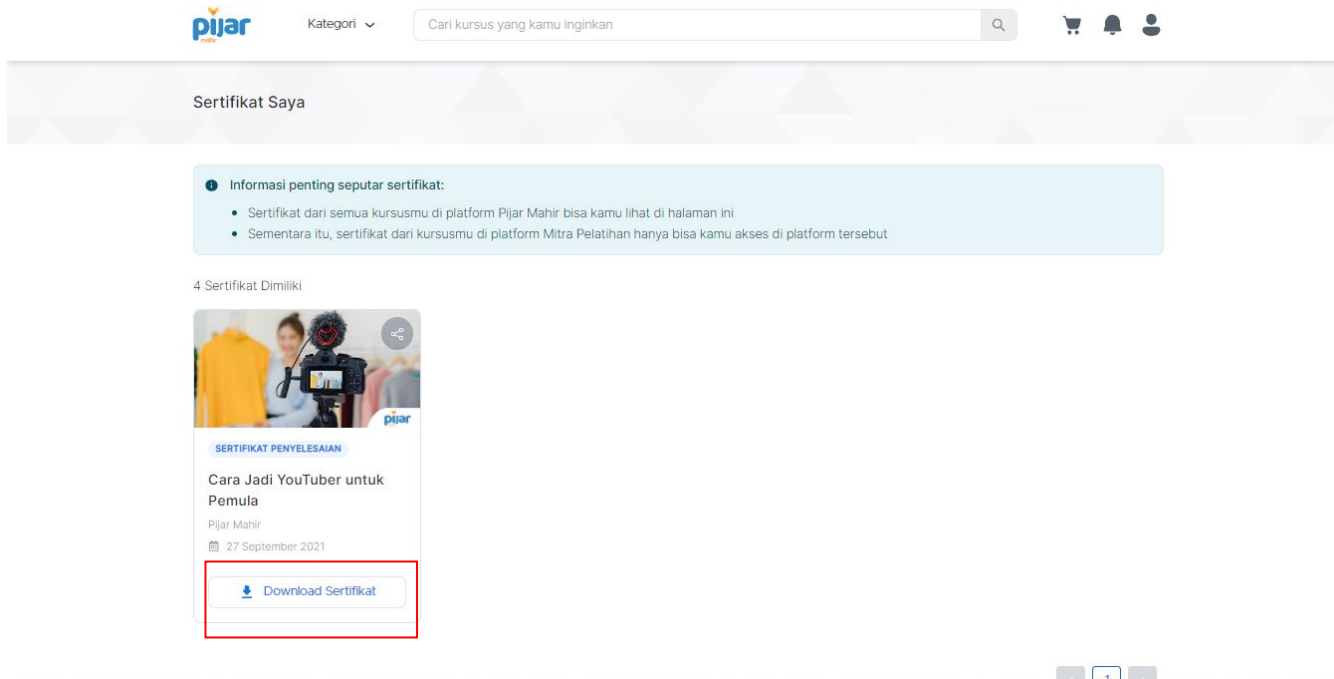 pijar
mahir
Kategori
Cari kursus yang kamu inginkan
Sertifikat Saya
Informasi penting seputar sertifikat:
Sertifikat dari semua kursusmu di platform Pijar Mahir bisa kamu lihat di halaman ini
Sementara itu, sertifikat dari kursusmu di platform Mitra Pelatihan hanya bisa kamu akses di platform tersebut
4 Sertifikat Dimiliki
pijar
SERTIFIKAT PENYELESAIAN
Cara Jadi YouTuber untuk
Pemula
Pijar Mahir
27 September 2021
Download Sertifikat
1